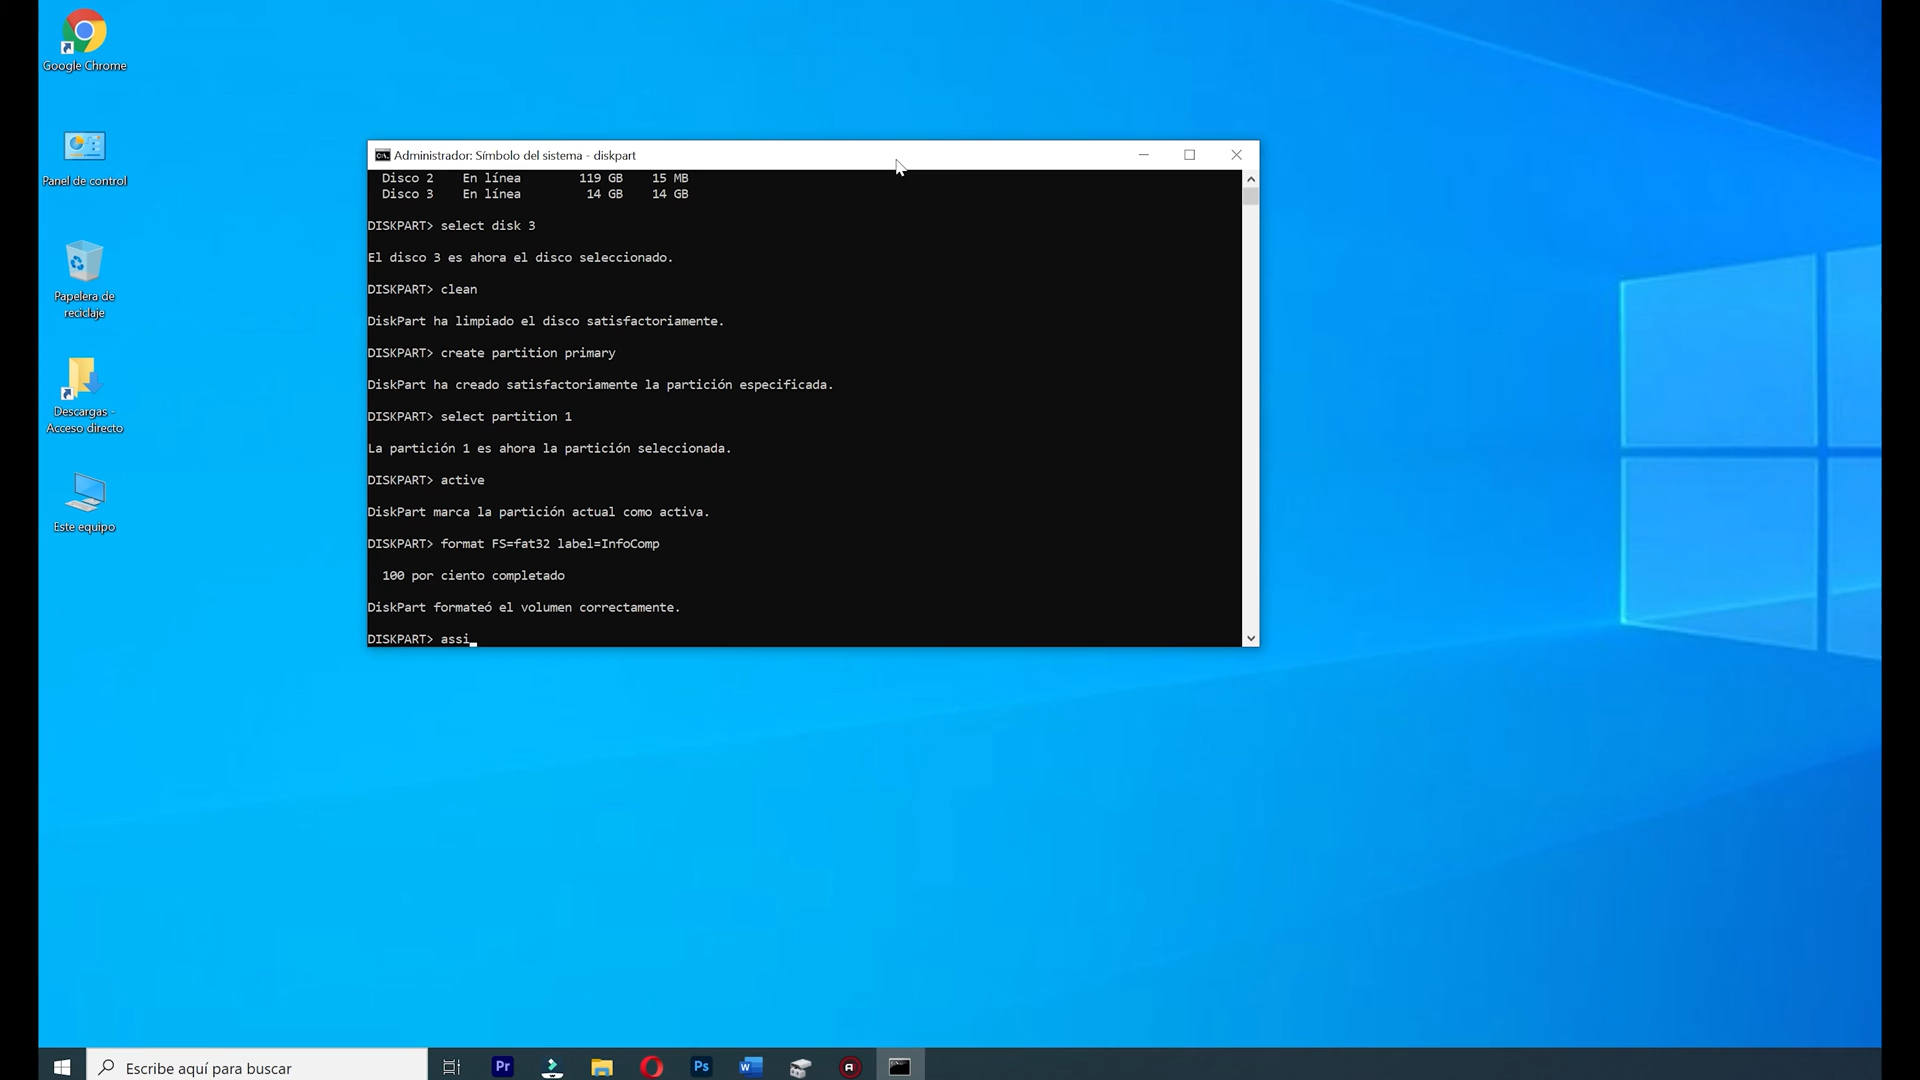 Google Chrome
Panel de control
Papelera de
reciclaje
Descargas -
Acceso directo
Este equipo
Administrador: Símbolo del sistema - diskpart
Disco 2    En línea        119 GB    15 MB
Disco 3    En línea         14 GB    14 GB
DISKPART> select disk 3
El disco 3 es ahora el disco seleccionado.
DISKPART> clean
DiskPart ha limpiado el disco satisfactoriamente.
DISKPART> create partition primary
DiskPart ha creado satisfactoriamente la partición especificada.
DISKPART> select partition 1
La partición 1 es ahora la partición seleccionada.
DISKPART> active
DiskPart marca la partición actual como activa.
DISKPART> format FS=fat32 label=InfoComp
100 por ciento completado
DiskPart formateó el volumen correctamente.
DISKPART> assi_
Escribe aquí para buscar
Pr
Ps
W